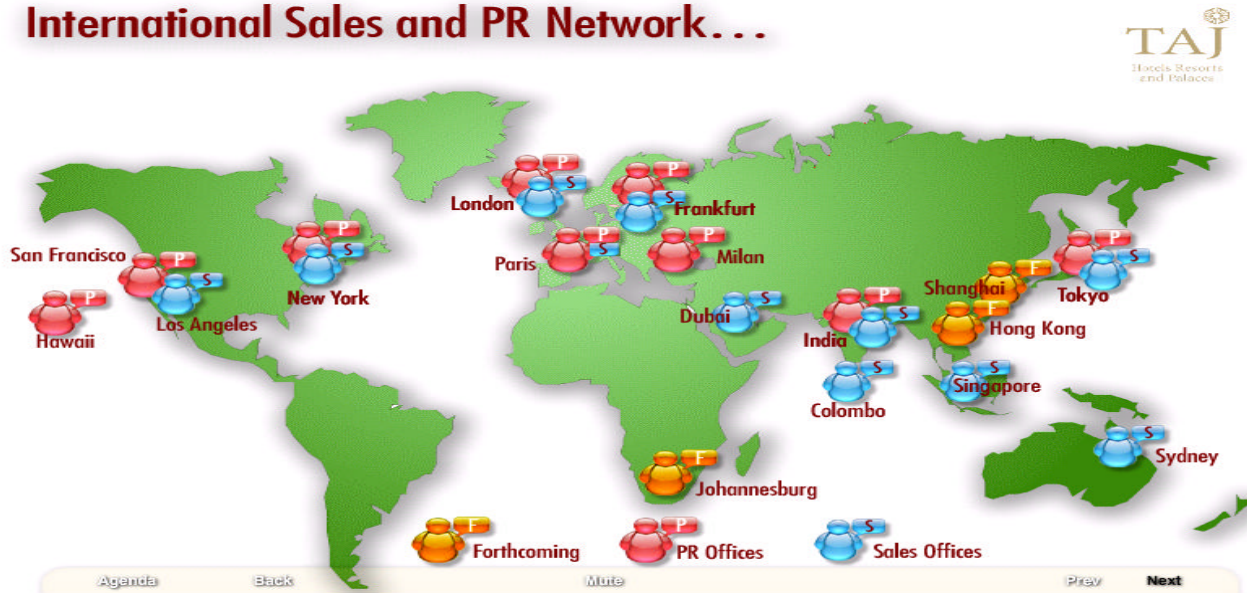 International Sales and PR Network...
TAJ
Hotels Resorts
and Palaces
P
S
London
P
S
Frankfurt
San Francisco
P
S
Los Angeles
P
Hawaii
P
S
New York
P
S
Paris
P
Milan
S
Dubai
P
S
India
F
Shanghai
F
Hong Kong
P
S
Tokyo
S
Colombo
S
Singapore
S
Sydney
F
Johannesburg
F
Forthcoming
P
PR Offices
S
Sales Offices
Agenda
Back
Mute
Prev
Next